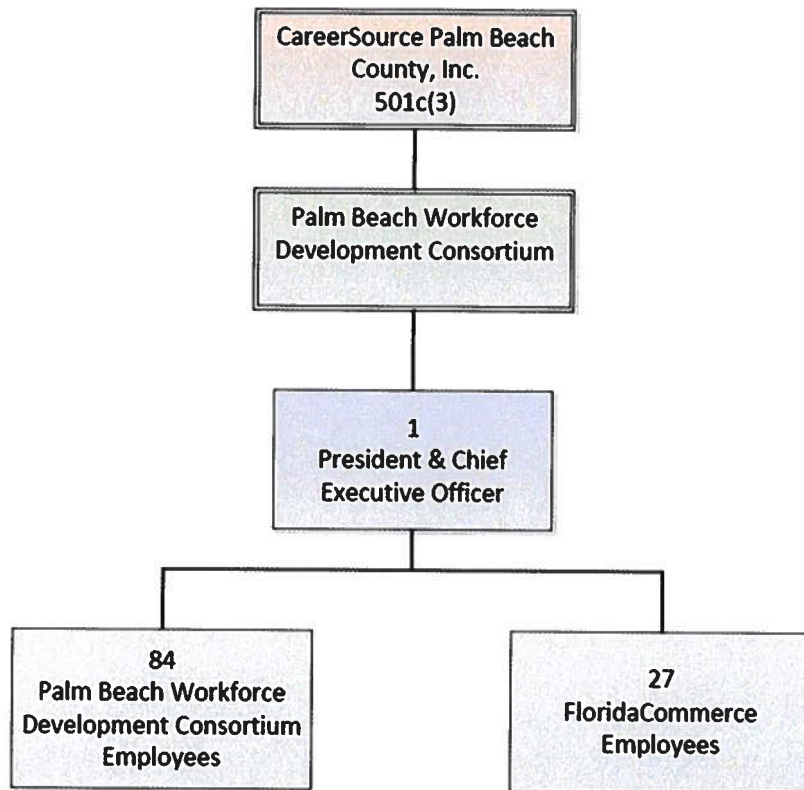 CareerSource Palm Beach
County, Inc.
501c(3)
Palm Beach Workforce
Development Consortium
1
President & Chief
Executive Officer
84
Palm Beach Workforce
Development Consortium
Employees
27
FloridaCommerce
Employees